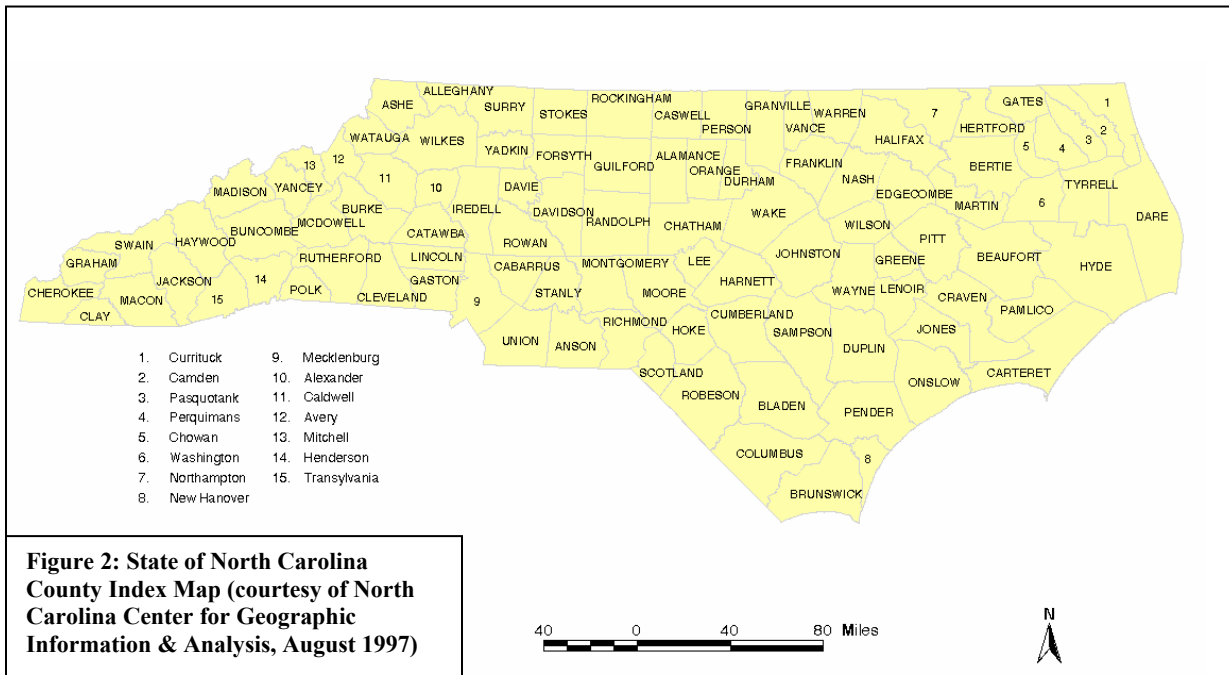 ALLEGHANY
ASHE
SURRY
STOKES
ROCKINGHAM
CASWELL
PERSON
GRANVILLE
VANCE
WARREN
7
HALIFAX
GATES
HERTFORD
1
2
3
4
5
WATAUGA
WILKES
YADKIN
FORSYTH
GUILFORD
ALAMANCE
ORANGE
DURHAM
FRANKLIN
NASH
EDGECOMBE
BERTIE
MARTIN
6
TYRRELL
DARE
13
12
11
10
MADISON
YANCEY
BURKE
MCDOWELL
CATAWBA
IREDELL
DAVIE
DAVIDSON
RANDOLPH
CHATHAM
WAKE
WILSON
PITT
BEAUFORT
HYDE
SWAIN
HAYWOOD
BUNCOMBE
RUTHERFORD
LINCOLN
ROWAN
CABARRUS
MONTGOMERY
LEE
JOHNSTON
GREENE
GRAHAM
JACKSON
14
15
POLK
CLEVELAND
GASTON
9
STANLY
MOORE
HARNETT
WAYNE
LENOIR
CRAVEN
PAMLICO
CHEROKEE
MACON
CLAY
UNION
ANSON
RICHMOND
HOKE
CUMBERLAND
SAMPSON
DUPLIN
JONES
ONSLOW
CARTERET
SCOTLAND
ROBESON
BLADEN
PENDER
COLUMBUS
8
BRUNSWICK
1. Currituck
2. Camden
3. Pasquotank
4. Perquimans
5. Chowan
6. Washington
7. Northampton
8. New Hanover
9. Mecklenburg
10. Alexander
11. Caldwell
12. Avery
13. Mitchell
14. Henderson
15. Transylvania
Figure 2: State of North Carolina
County Index Map (courtesy of North
Carolina Center for Geographic
Information & Analysis, August 1997)
40 0 40 80 Miles
N